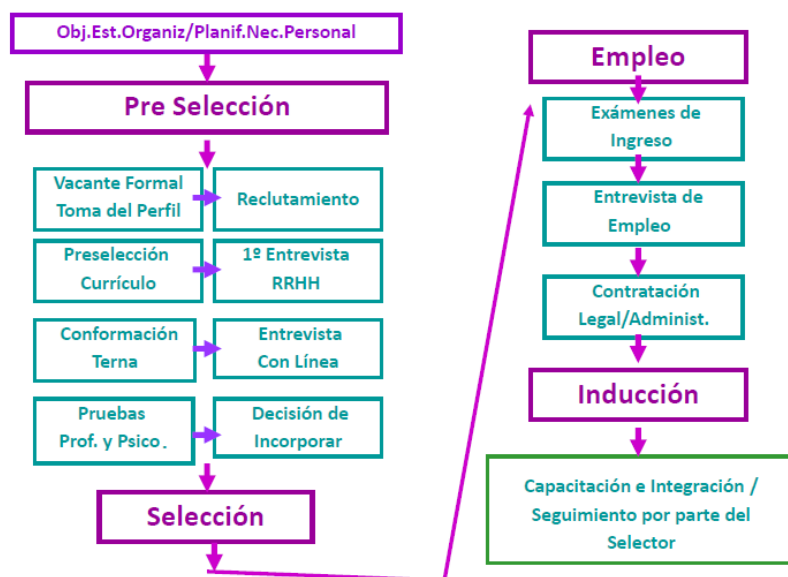 Obj.Est.Organiz/Planif.Nec.Personal
Pre Selección
Vacante Formal
Toma del Perfil
Reclutamiento
Preselección
Currículo
1º Entrevista
RRHH
Conformación
Terna
Entrevista
Con Línea
Pruebas
Prof. y Psico .
Decisión de
Incorporar
Selección
Empleo
Exámenes de
Ingreso
Entrevista de
Empleo
Contratación
Legal/Administ.
Inducción
Capacitación e Integración /
Seguimiento por parte del
Selector